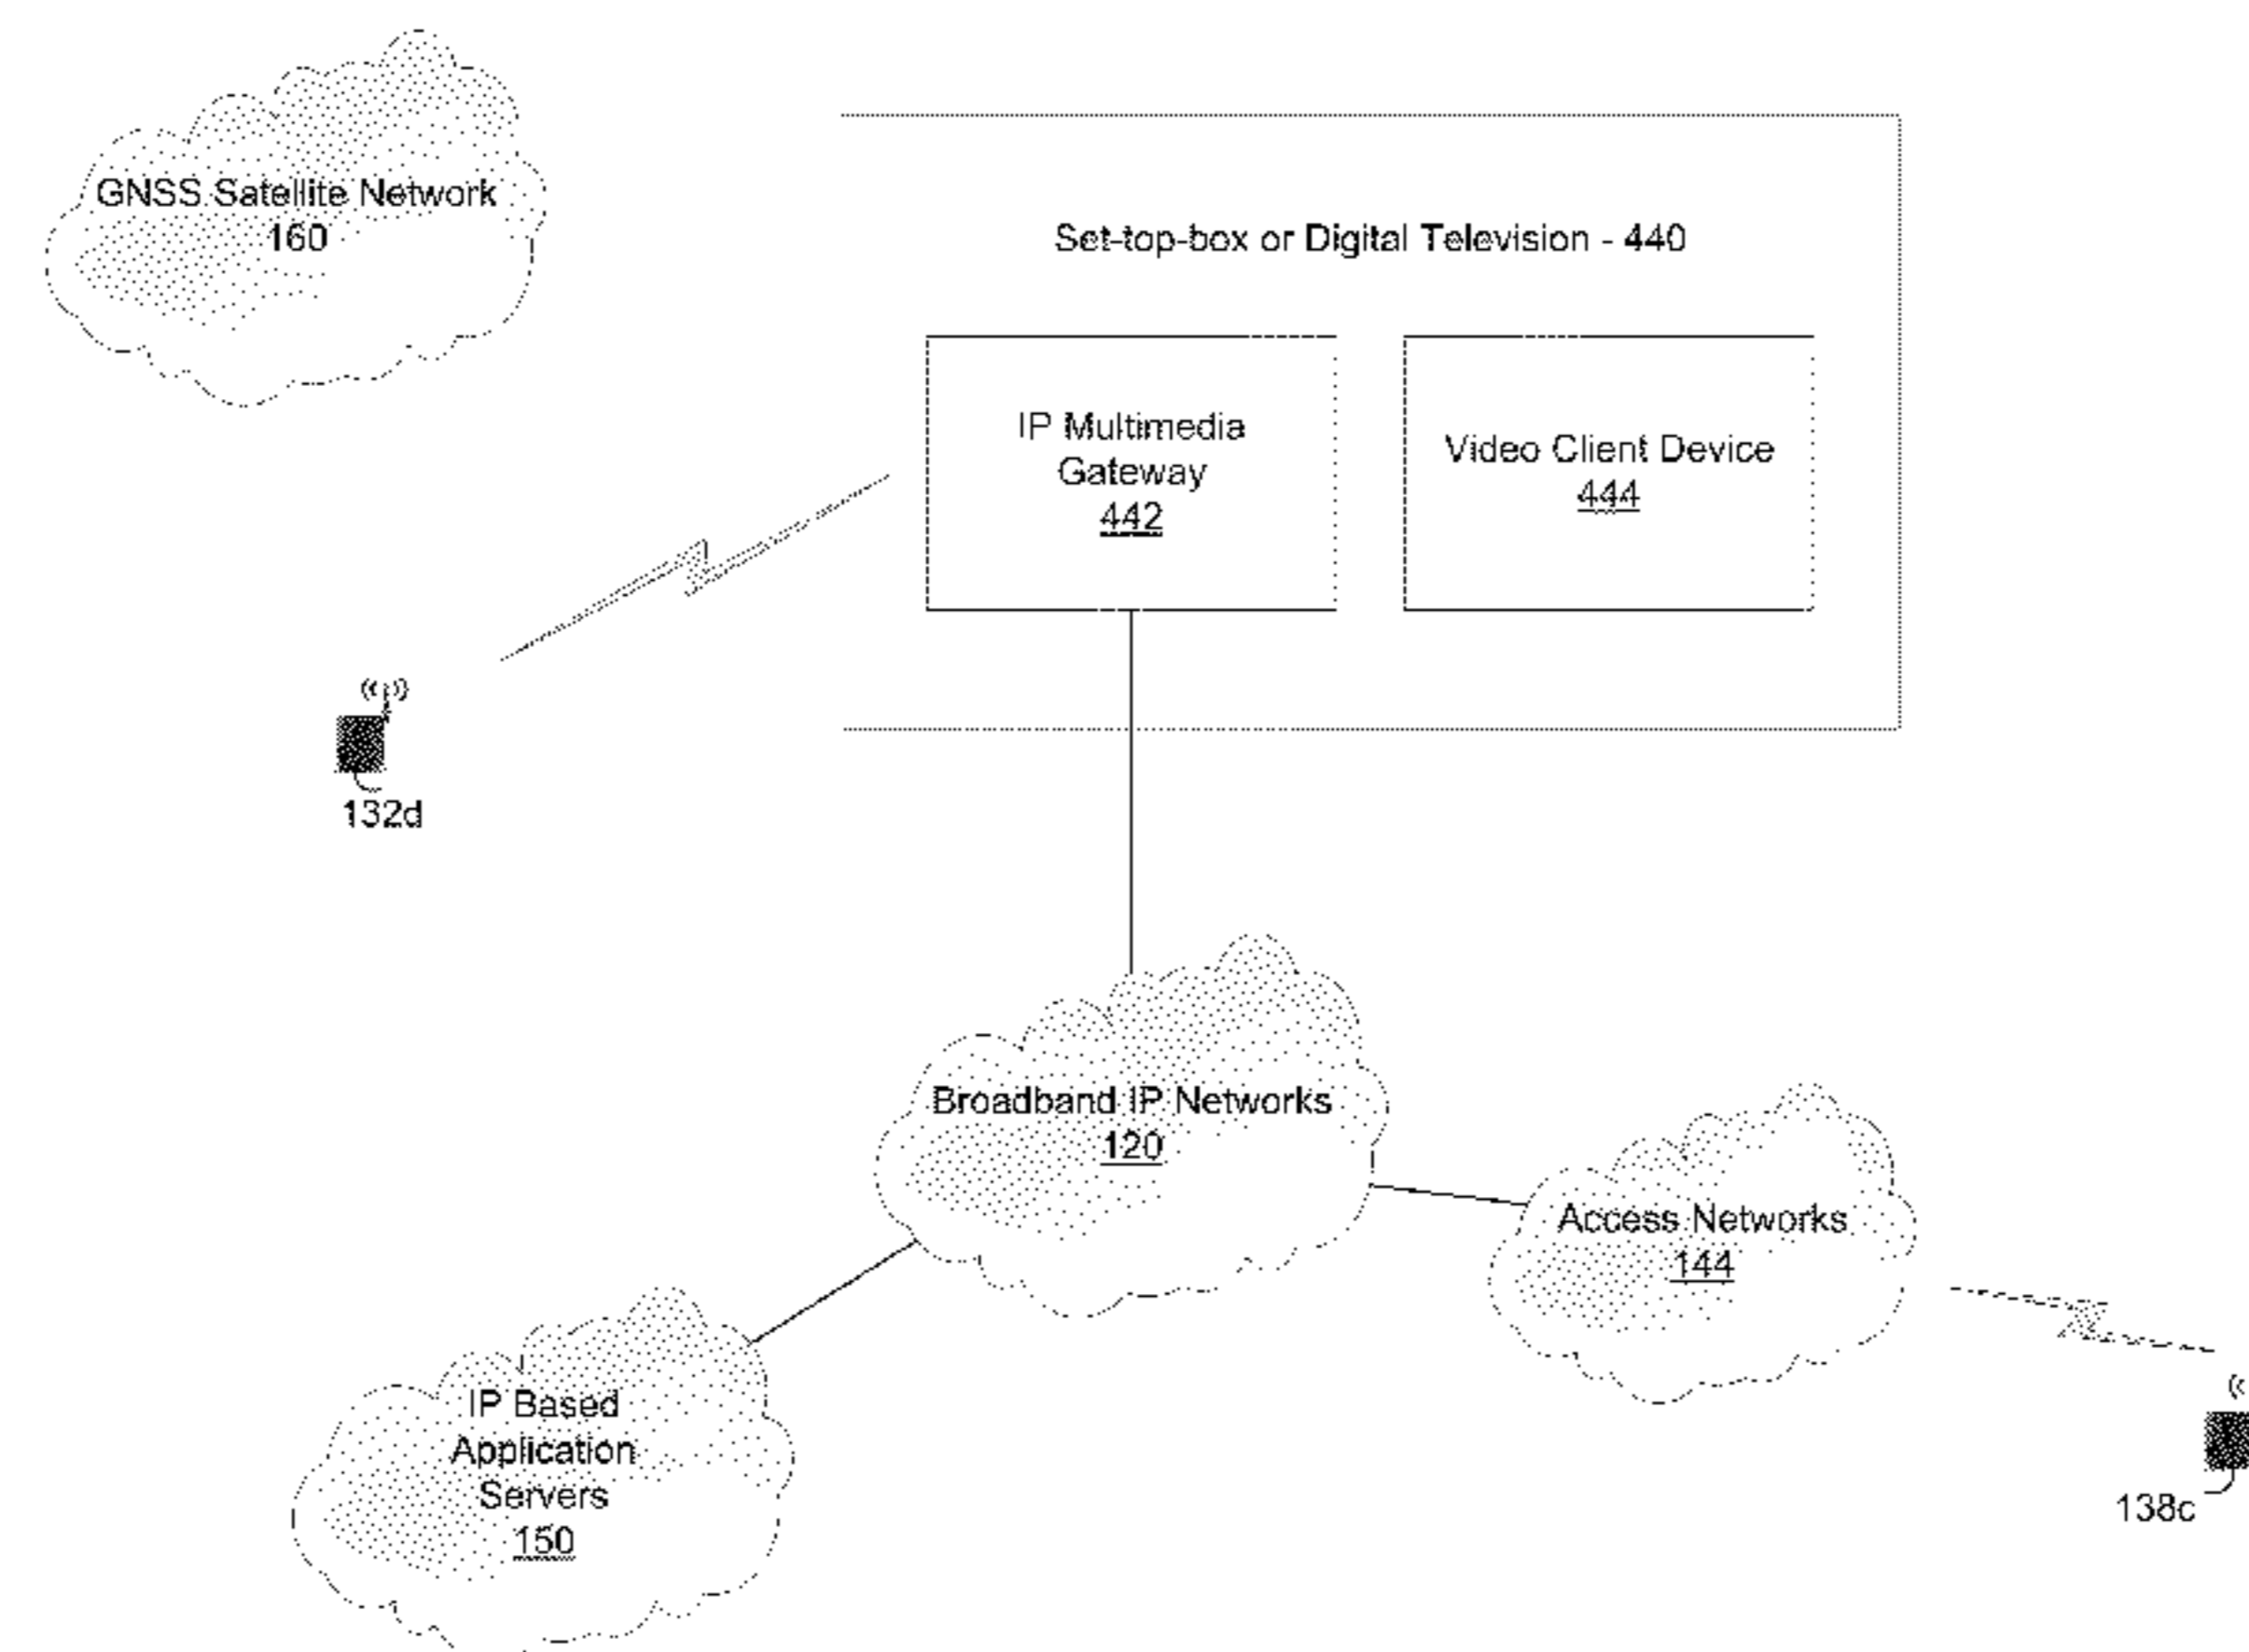 GNSS Satellite Network
160
Set-top-box or Digital Television - 440
IP Multimedia
Gateway
442
Video Client Device
444
132d
Broadband IP Networks
120
Access Networks
144
IP Based
Application
Servers
150
138c